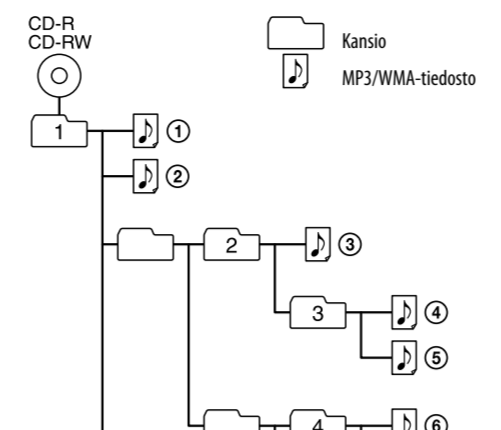 CD-R
CD-RW
Kansio
MP3/WMA-tiedosto
1 ①
②
2 ③
3 ④
⑤
4 ⑥